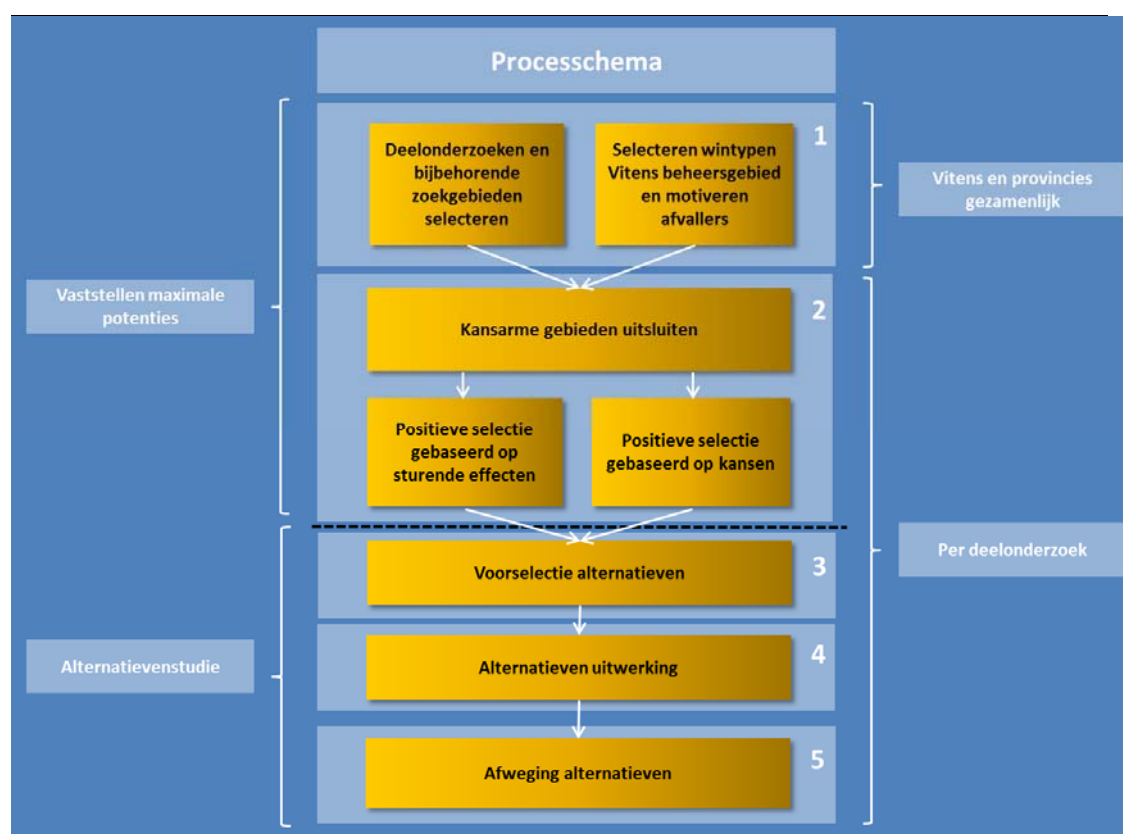 Processchema
1
Deelonderzoeken en
bijbehorende
zoekgebieden
selecteren
Selecteren wintypen
Vitens beheersgebied
en motiveren
afvallers
Vitens en provincies
gezamenlijk
Vaststellen maximale
potenties
2
Kansarme gebieden uitsluiten
Positieve selectie
gebaseerd op
sturende effecten
Positieve selectie
gebaseerd op kansen
Per deelonderzoek
3
Voorselectie alternatieven
Alternatievenstudie
4
Alternatieven uitwerking
5
Afweging alternatieven